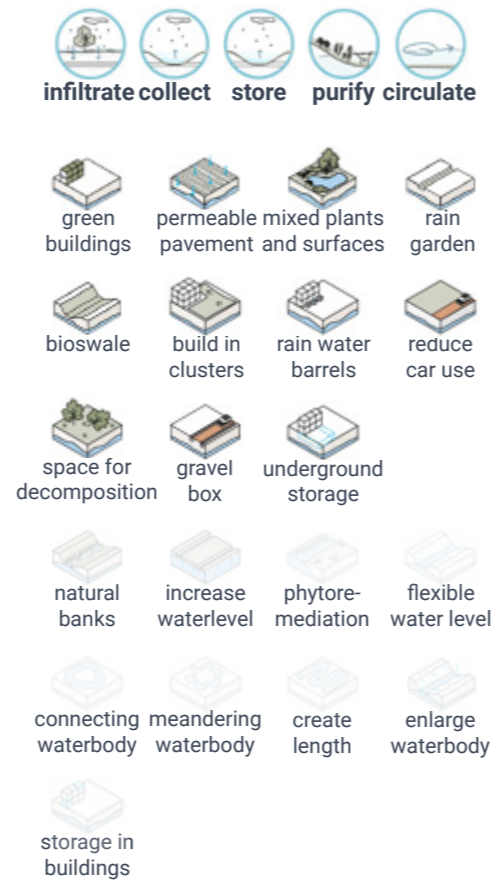 infiltrate collect store purify circulate
green permeable mixed plants rain
buildings pavement and surfaces garden
bioswale build in rain water reduce
clusters barrels car use
space for gravel underground
decomposition box storage
natural increase phytore- flexible
banks waterlevel mediation water level
connecting meandering create enlarge
waterbody waterbody length waterbody
storage in
buildings